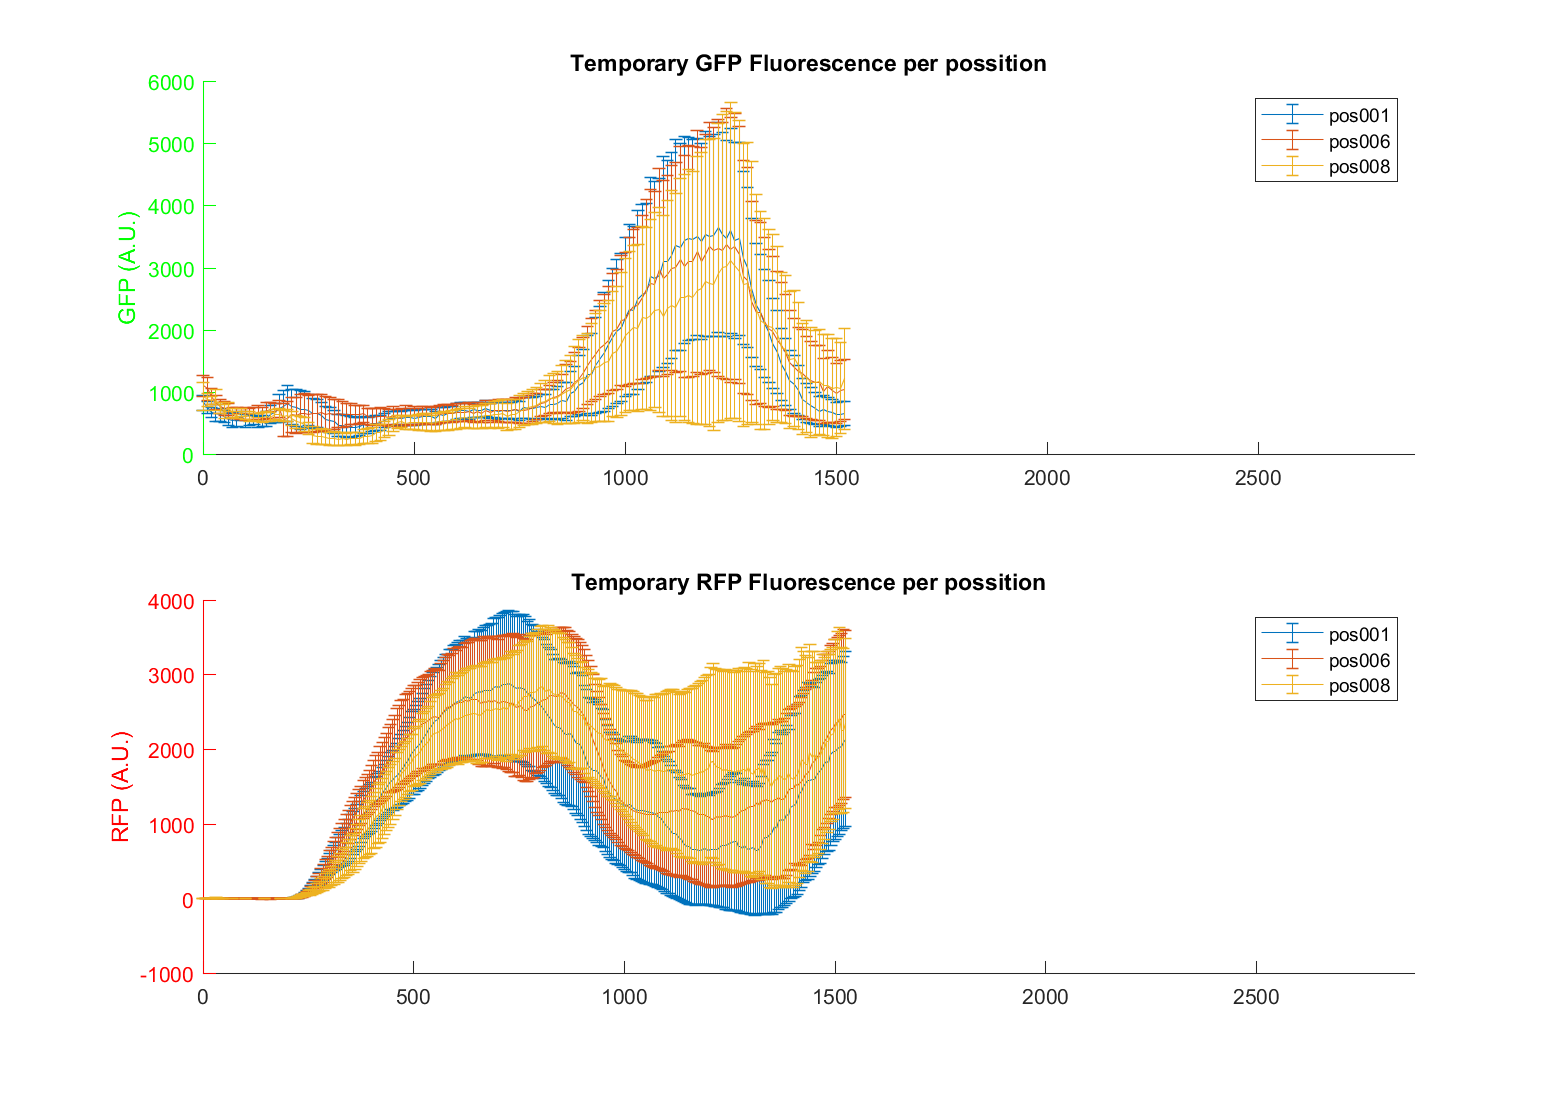 Temporary GFP Fluorescence per possition
6000
5000
4000
3000
2000
1000
0
GFP (A.U.)
0 500 1000 1500 2000 2500
pos001
pos006
pos008
Temporary RFP Fluorescence per possition
4000
3000
2000
1000
0
-1000
RFP (A.U.)
0 500 1000 1500 2000 2500
pos001
pos006
pos008